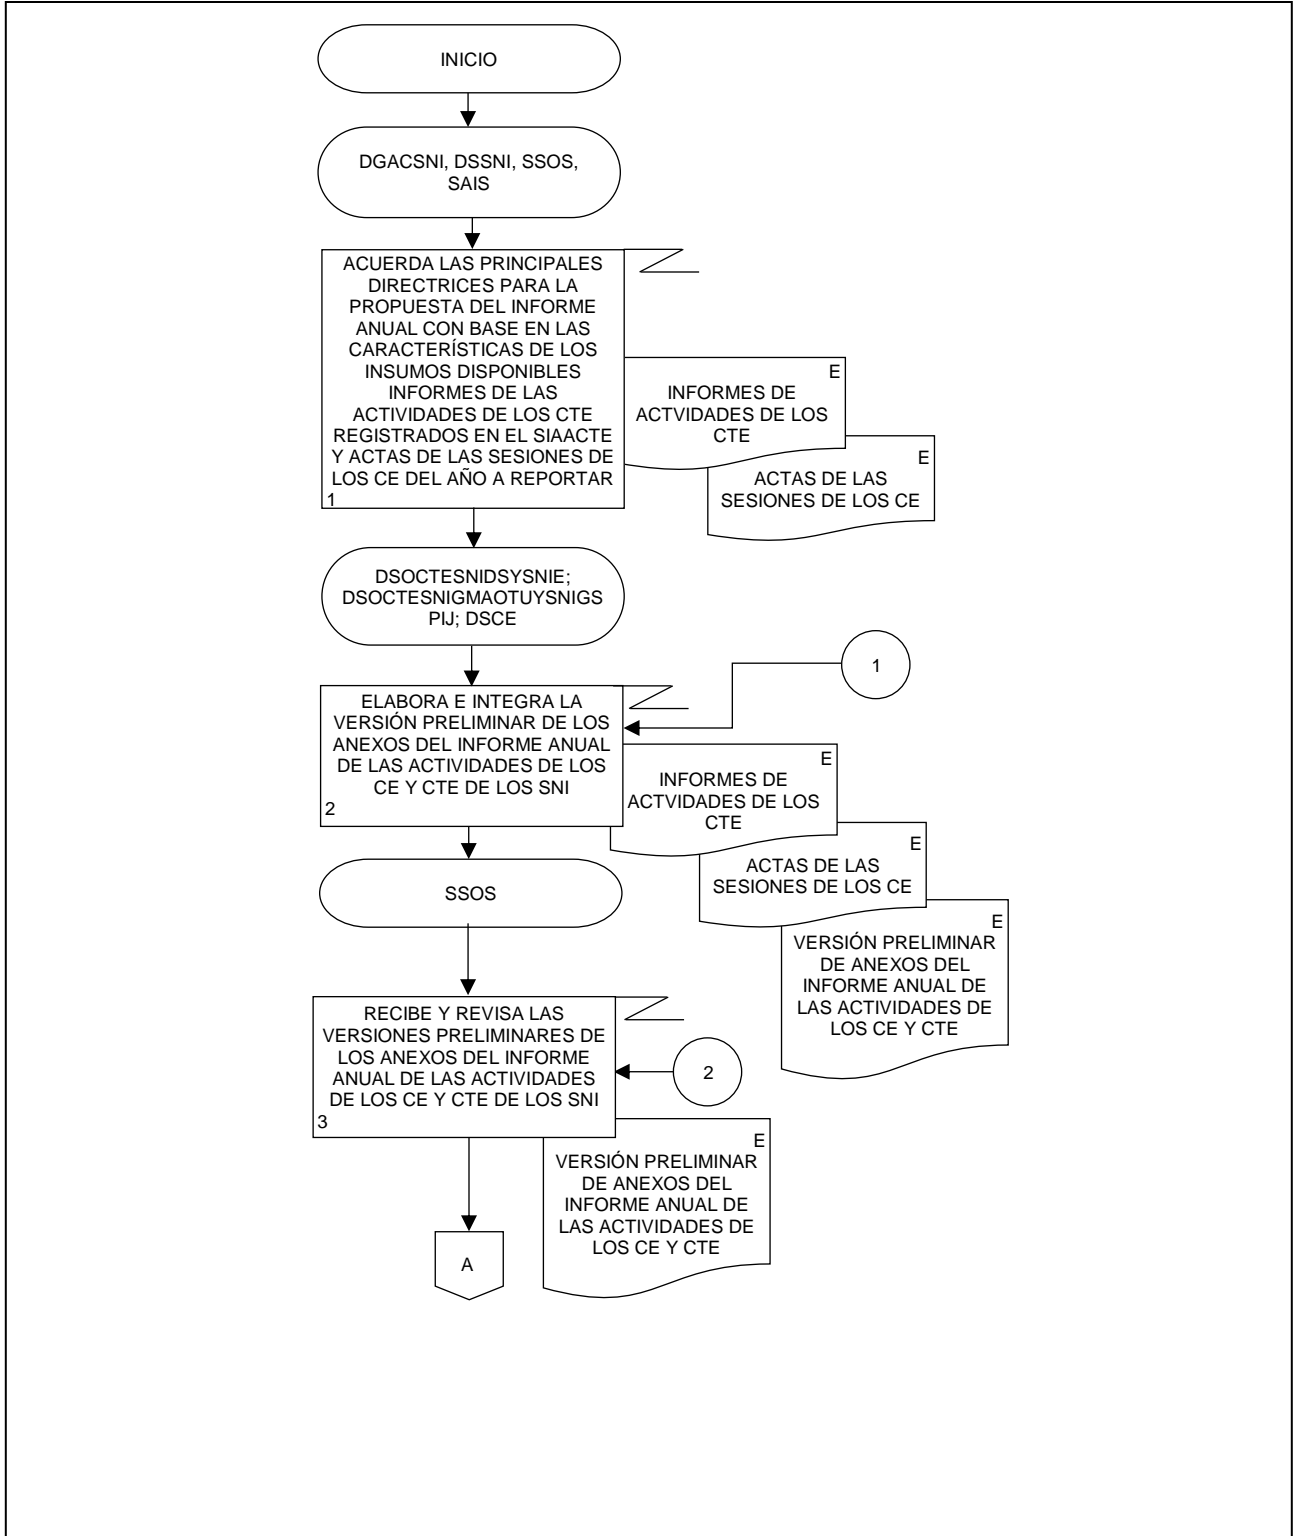 INICIO
DGACSNI, DSSNI, SSOS,
SAIS
ACUERDA LAS PRINCIPALES
DIRECTRICES PARA LA
PROPUESTA DEL INFORME
ANUAL CON BASE EN LAS
CARACTERÍSTICAS DE LOS
INSUMOS DISPONIBLES
INFORMES DE LAS
ACTIVIDADES DE LOS CTE
REGISTRADOS EN EL SIAACTE
Y ACTAS DE LAS SESIONES DE
LOS CE DEL AÑO A REPORTAR
1
E
INFORMES DE
ACTVIDADES DE LOS
CTE
E
ACTAS DE LAS
SESIONES DE LOS CE
DSOCTESNIDSYSNIE;
DSOCTESNIGMAOTUYSNIGS
PIJ; DSCE
1
ELABORA E INTEGRA LA
VERSIÓN PRELIMINAR DE LOS
ANEXOS DEL INFORME ANUAL
DE LAS ACTIVIDADES DE LOS
CE Y CTE DE LOS SNI
2
E
INFORMES DE
ACTVIDADES DE LOS
CTE
E
ACTAS DE LAS
SESIONES DE LOS CE
E
VERSIÓN PRELIMINAR
DE ANEXOS DEL
INFORME ANUAL DE
LAS ACTIVIDADES DE
LOS CE Y CTE
SSOS
RECIBE Y REVISA LAS
VERSIONES PRELIMINARES DE
LOS ANEXOS DEL INFORME
ANUAL DE LAS ACTIVIDADES
DE LOS CE Y CTE DE LOS SNI
3
2
E
VERSIÓN PRELIMINAR
DE ANEXOS DEL
INFORME ANUAL DE
LAS ACTIVIDADES DE
LOS CE Y CTE
A